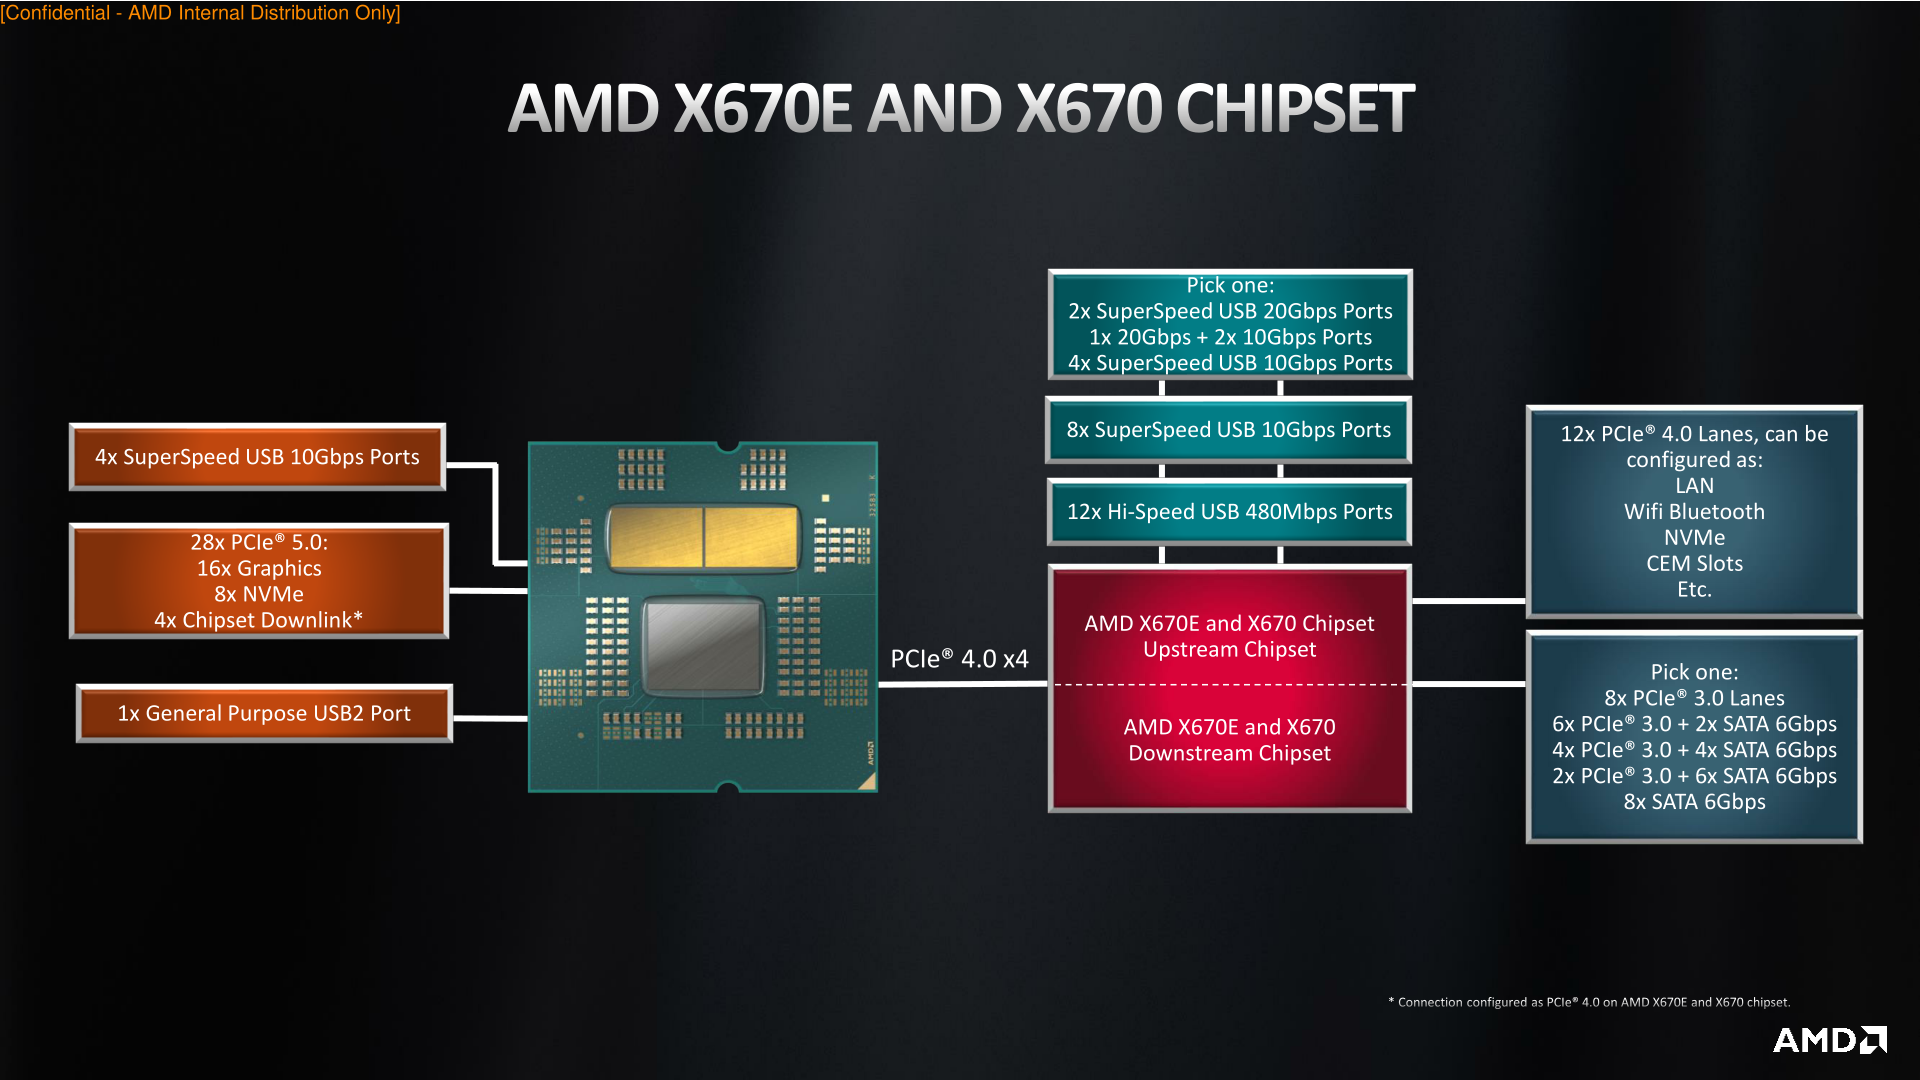 [Confidential - AMD Internal Distribution Only]
AMD X670E AND X670 CHIPSET
4x SuperSpeed USB 10Gbps Ports
28x PCIe® 5.0:
16x Graphics
8x NVMe
4x Chipset Downlink*
1x General Purpose USB2 Port
AMD
PCIe® 4.0 x4
Pick one:
2x SuperSpeed USB 20Gbps Ports
1x 20Gbps + 2x 10Gbps Ports
4x SuperSpeed USB 10Gbps Ports
8x SuperSpeed USB 10Gbps Ports
12x Hi-Speed USB 480Mbps Ports
AMD X670E and X670 Chipset
Upstream Chipset
AMD X670E and X670
Downstream Chipset
12x PCIe® 4.0 Lanes, can be
configured as:
LAN
Wifi Bluetooth
NVMe
CEM Slots
Etc.
Pick one:
8x PCIe® 3.0 Lanes
6x PCIe® 3.0 + 2x SATA 6Gbps
4x PCIe® 3.0 + 4x SATA 6Gbps
2x PCIe® 3.0 + 6x SATA 6Gbps
8x SATA 6Gbps
* Connection configured as PCIe® 4.0 on AMD X670E and X670 chipset.
AMD